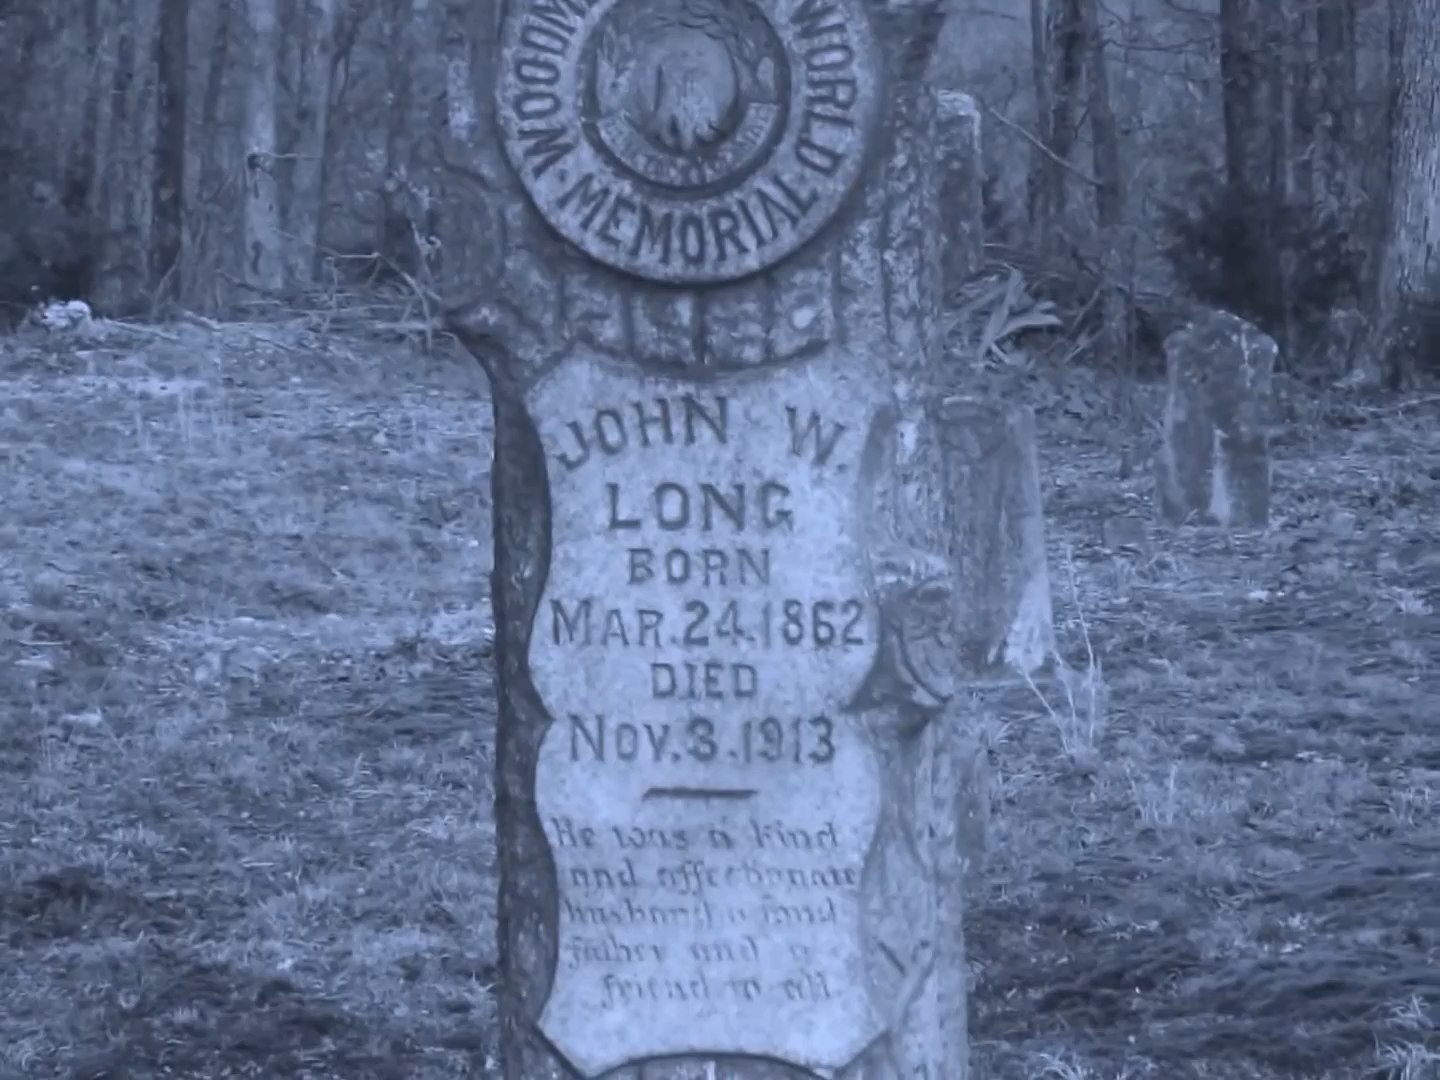 WOODM WORLD
MEMORIAL
JOHN W.
LONG
BORN
MAR.24.1862
DIED
NOV.3.1913
He was a kind
and affectionate
husband a fond
father and a
friend to all.